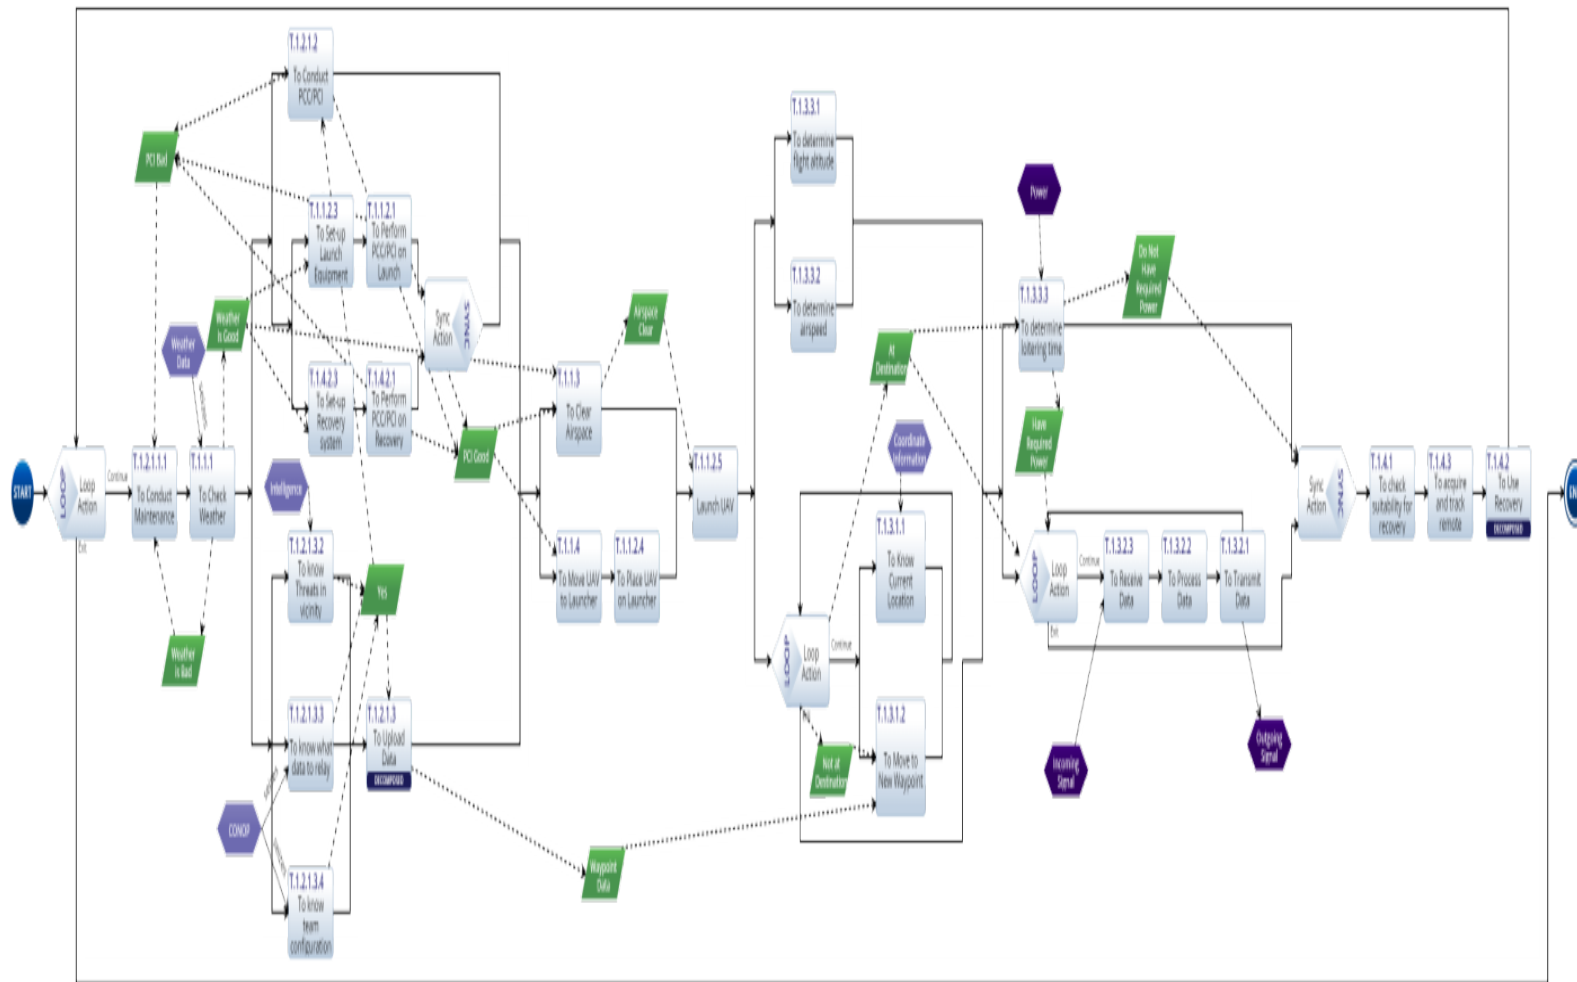 START
LOOP
Loop
Action
Continue
Exit
T.1.2.1.1.1
To Conduct
Maintenance
T.1.1.1
To Check
Weather
PCI Bad
Weather
Data
Weather
Is Good
Weather
is Bad
T.1.2.1.2
To Conduct
PCC/PCI
T.1.1.2.3
To Set-up
Launch
Equipment
T.1.1.2.1
To Perform
PCC/PCI on
Launch
T.1.4.2.3
To Set-up
Recovery
system
T.1.4.2.1
To Perform
PCC/PCI on
Recovery
Sync
Action
SYNC
PCI Good
Intelligence
T.1.2.1.3.2
To know
Threats in
vicinity
Yes
T.1.2.1.3.3
To know what
data to relay
T.1.2.1.3
To Upload
Data
DECOMPOSED
CONOP
T.1.2.1.3.4
To know
team
configuration
Waypoint
Data
T.1.1.3
To Clear
Airspace
Airspace
Clear
T.1.1.4
To Move UAV
to Launcher
T.1.1.2.4
To Place UAV
on Launcher
T.1.1.2.5
Launch UAV
T.1.3.3.1
To determine
flight altitude
T.1.3.3.2
To determine
airspeed
LOOP
Loop
Action
Continue
Not at
Destination
At
Destination
Coordinate
Information
T.1.3.1.1
To Know
Current
Location
T.1.3.1.2
To Move to
New Waypoint
Power
T.1.3.3.3
To determine
loitering time
Do Not
Have
Required
Power
Have
Required
Power
LOOP
Loop
Action
Continue
Exit
T.1.3.2.3
To Receive
Data
T.1.3.2.2
To Process
Data
T.1.3.2.1
To Transmit
Data
Incoming
Signal
Outgoing
Signal
Sync
Action
SYNC
T.1.4.1
To check
suitability for
recovery
T.1.4.3
To acquire
and track
remote
T.1.4.2
To Use
Recovery
DECOMPOSED
EN